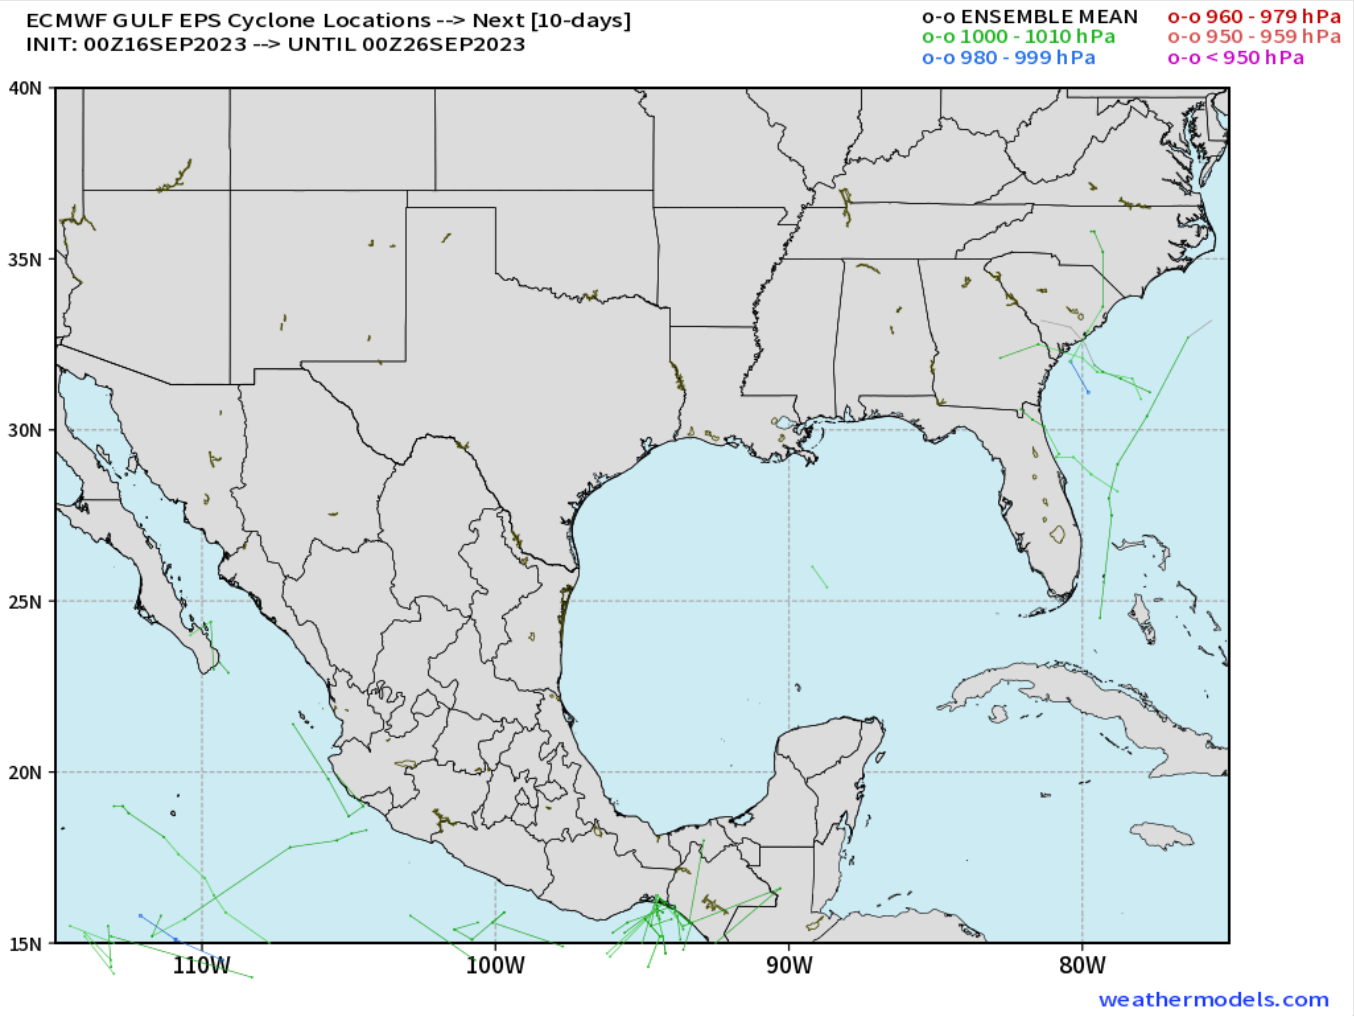 ECMWF GULF EPS Cyclone Locations --> Next [10-days]
INIT: 00Z16SEP2023 --> UNTIL 00Z26SEP2023
o-o ENSEMBLE MEAN
o-o 1000 - 1010 hPa
o-o 980 - 999 hPa
o-o 960 - 979 hPa
o-o 950 - 959 hPa
o-o < 950 hPa
40N
35N
30N
25N
20N
15N
110W
100W
90W
80W
weathermodels.com